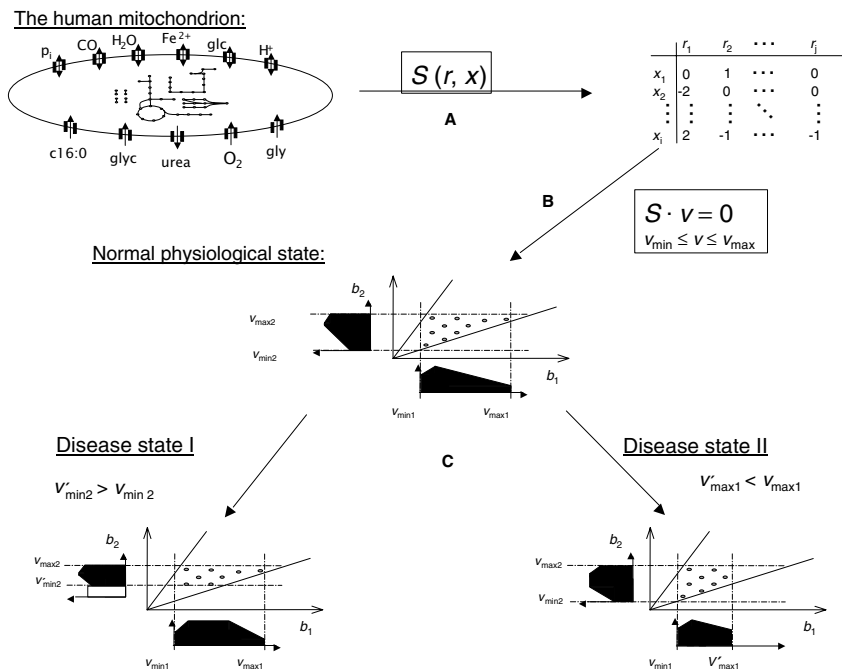 The human mitochondrion:
pi CO H2O Fe2+ glc H+
c16:0 glyc urea O2 gly
S (r, x)
A
r1 r2 ··· rj
x1 0 1 ··· 0
x2 -2 0 ··· 0
⋮ ⋮ ⋮ ⋱ ⋮
xi 2 -1 ··· -1
B
S · v = 0
vmin ≤ v ≤ vmax
Normal physiological state:
b2
vmax2
vmin2
b1
vmin1 vmax1
Disease state I
C
Disease state II
v′min2 > vmin 2
v′max1 < vmax1
b2
vmax2
v′min2
b1
vmin1 vmax1
b2
vmax2
vmin2
b1
vmin1 v′max1